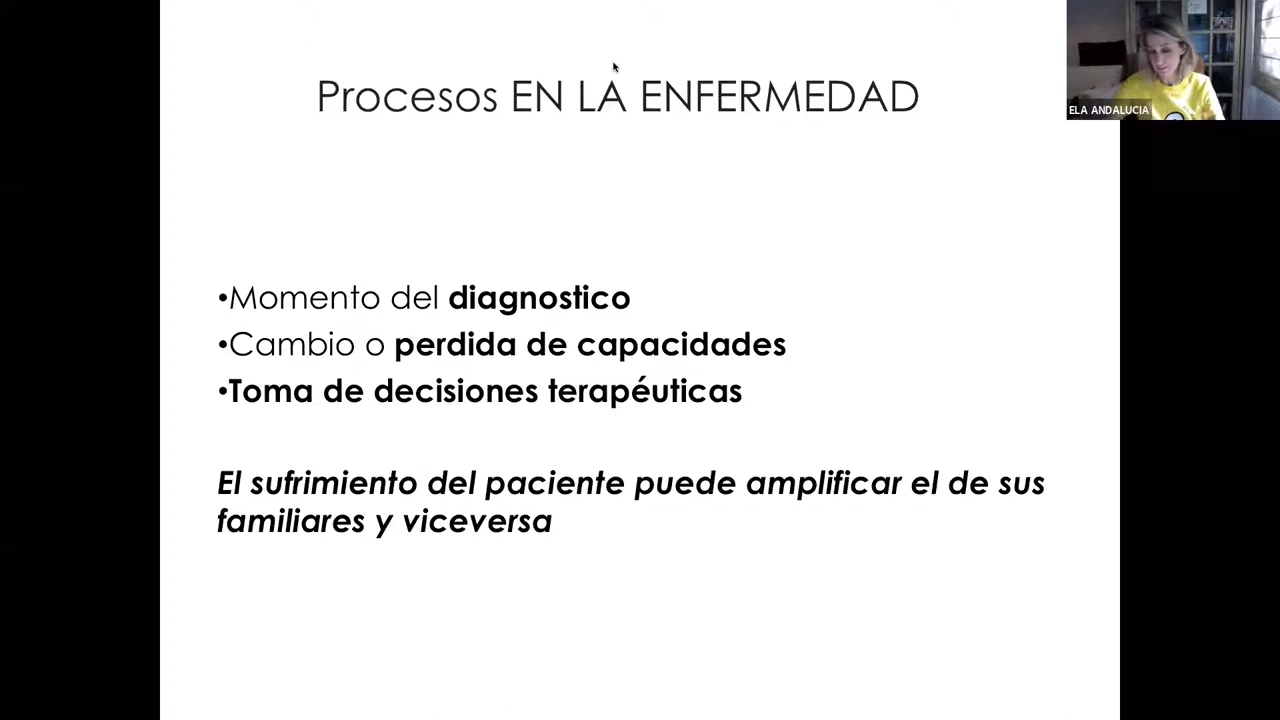 Procesos EN LA ENFERMEDAD
ELA ANDALUCIA
•Momento del diagnostico
•Cambio o perdida de capacidades
•Toma de decisiones terapéuticas
El sufrimiento del paciente puede amplificar el de sus
familiares y viceversa